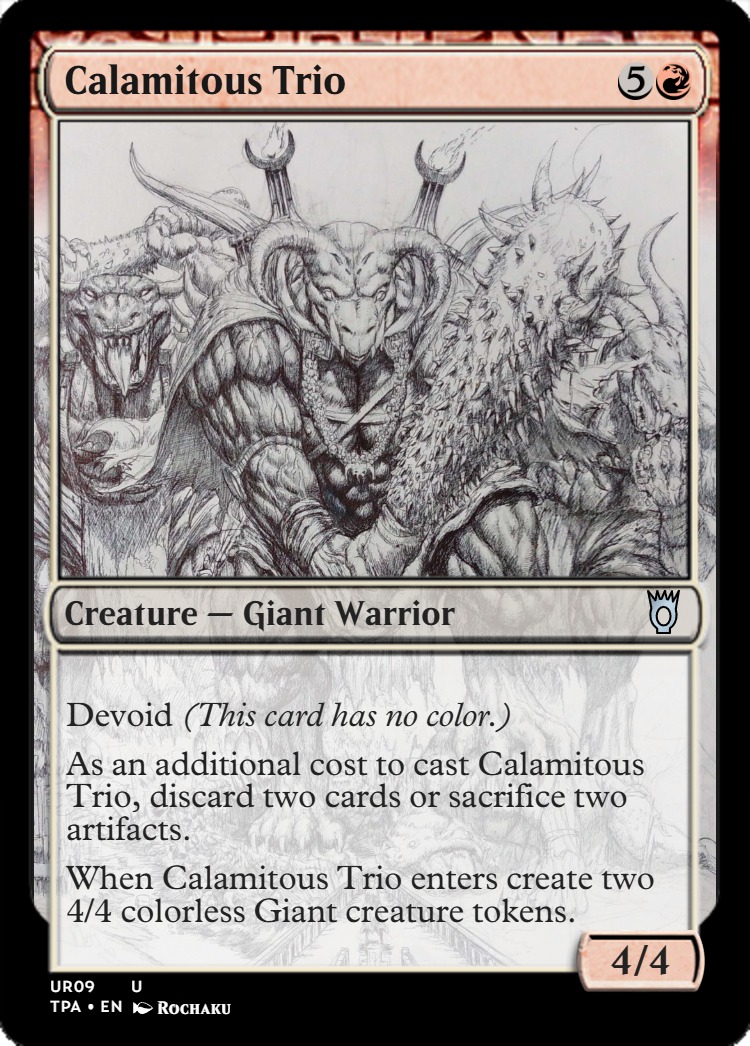 Calamitous Trio 5
Creature — Giant Warrior
Devoid (This card has no color.)
As an additional cost to cast Calamitous
Trio, discard two cards or sacrifice two
artifacts.
When Calamitous Trio enters create two
4/4 colorless Giant creature tokens.
4/4
UR09 U
TPA • EN Rochaku